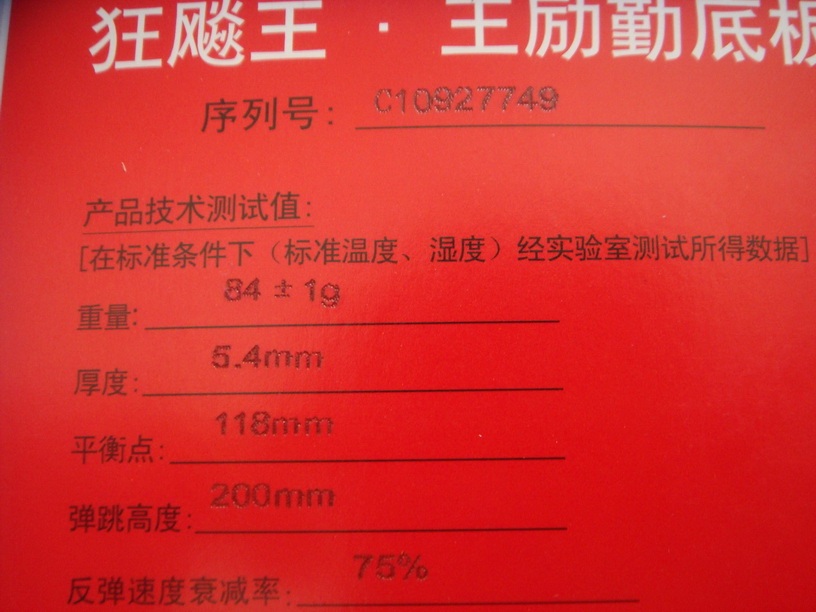 狂飚王·王励勤底板
序列号: C10927749
产品技术测试值:
[在标准条件下（标准温度、湿度）经实验室测试所得数据]
重量: 84 ± 1g
厚度: 5.4mm
平衡点: 118mm
弹跳高度: 200mm
反弹速度衰减率: 75%